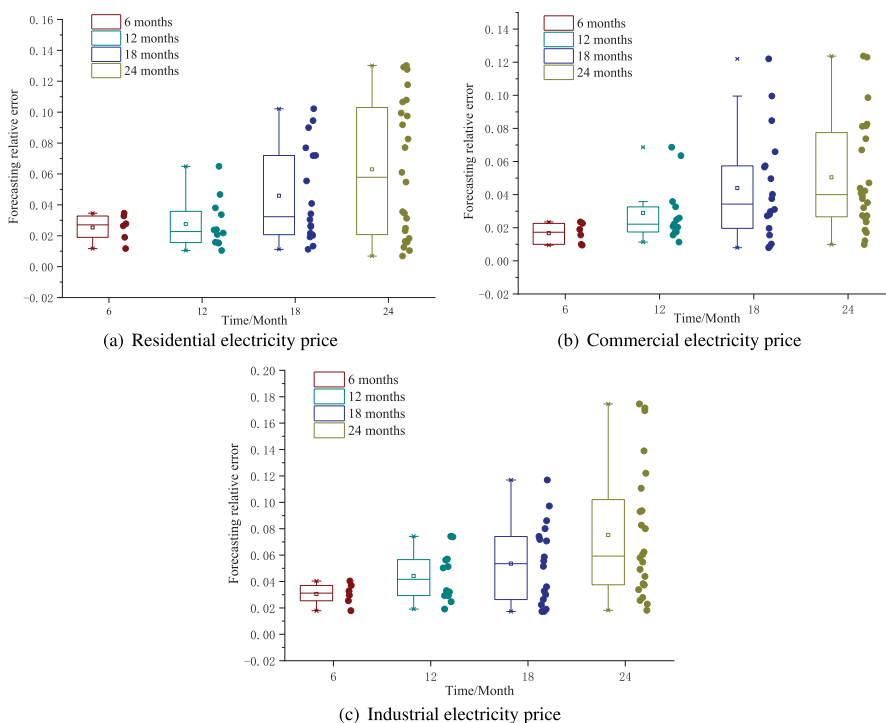 0.16
0.14
0.12
0.10
0.08
0.06
0.04
0.02
0.00
-0.02
Forecasting relative error
6 months
12 months
18 months
24 months
6
12
18
24
Time/Month
(a) Residential electricity price
0.14
0.12
0.10
0.08
0.06
0.04
0.02
0.00
-0.02
Forecasting relative error
6 months
12 months
18 months
24 months
6
12
18
24
Time/Month
(b) Commercial electricity price
0.20
0.18
0.16
0.14
0.12
0.10
0.08
0.06
0.04
0.02
0.00
-0.02
Forecasting relative error
6 months
12 months
18 months
24 months
6
12
18
24
Time/Month
(c) Industrial electricity price